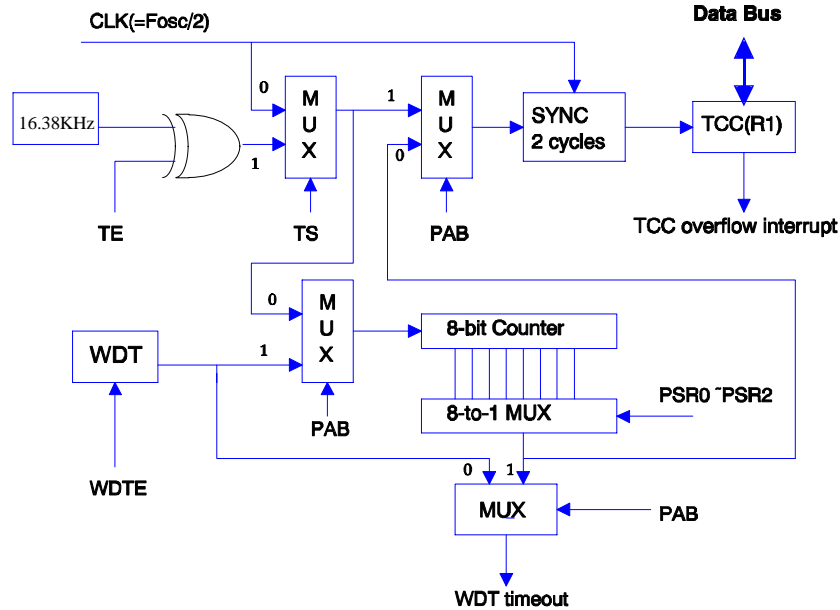 CLK(=Fosc/2)
Data Bus
0
M
U
X
1
M
U
X
16.38KHz
SYNC
2 cycles
TCC(R1)
1
0
TE
TS
PAB
TCC overflow interrupt
0
M
U
X
8-bit Counter
WDT
1
PSR0 ˜PSR2
8-to-1 MUX
PAB
0
1
WDTE
MUX
PAB
WDT timeout